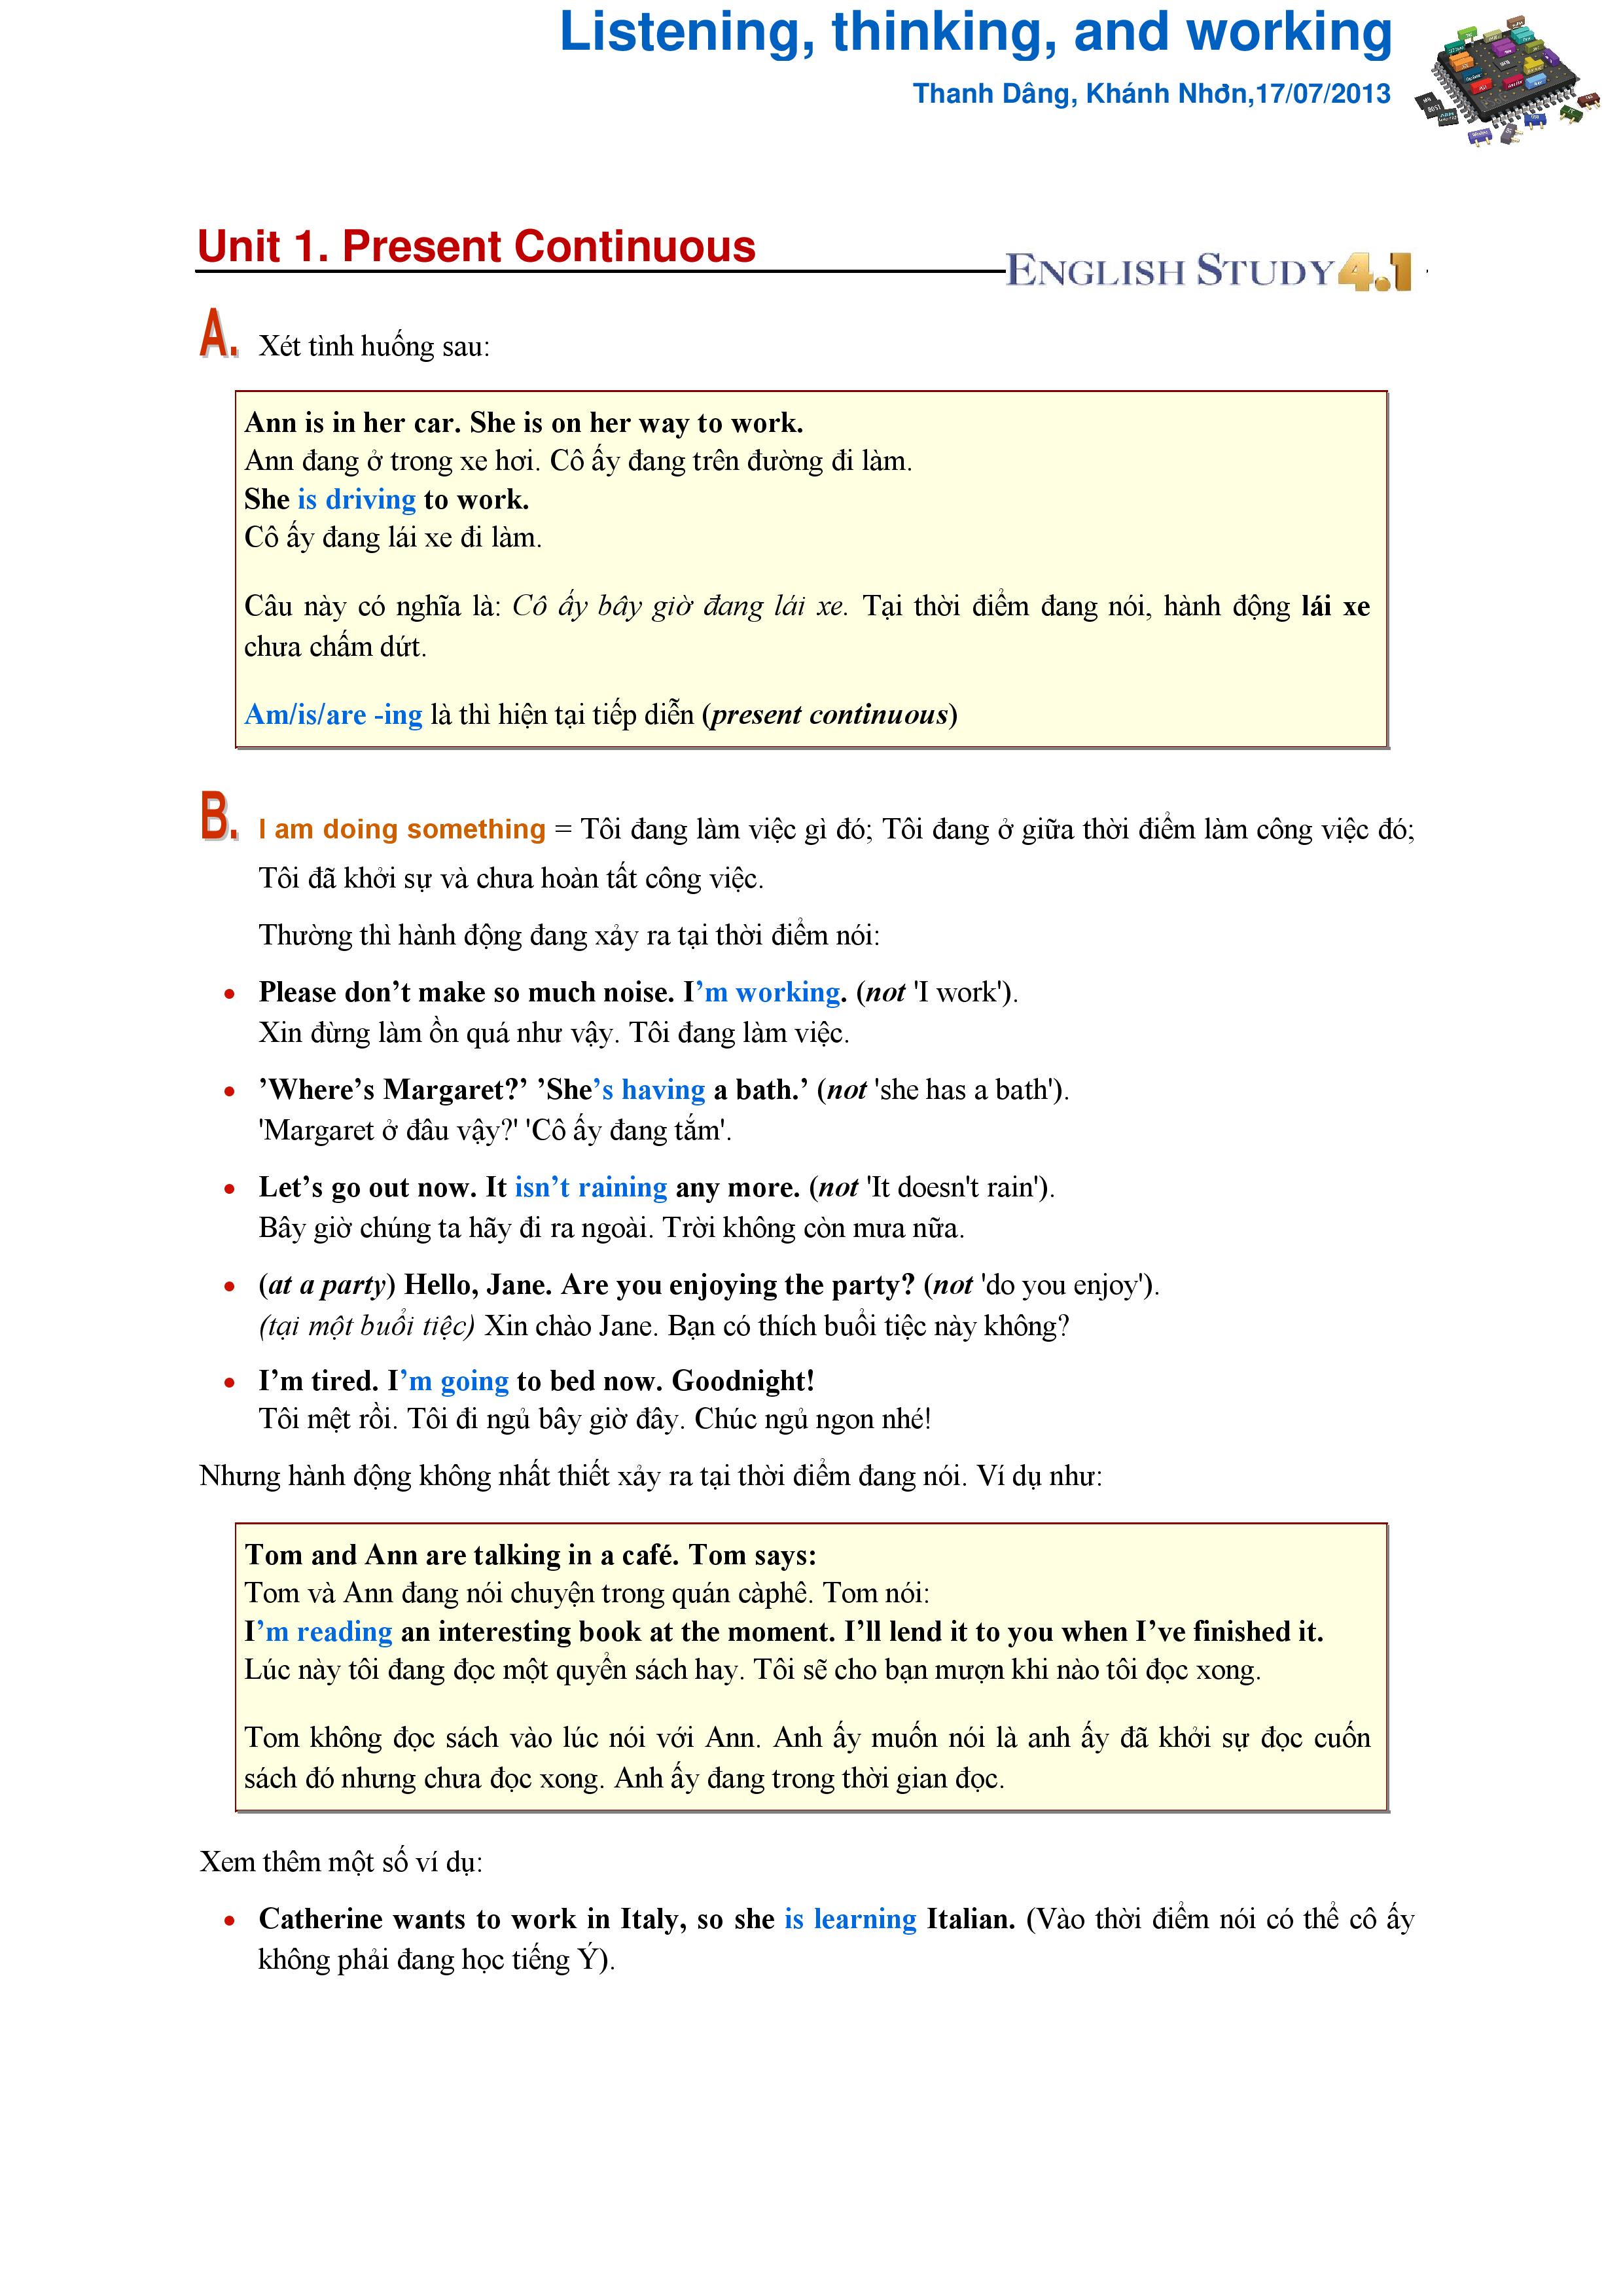 Listening, thinking, and working
Thanh Dâng, Khánh Nhơn,17/07/2013
Unit 1. Present Continuous
ENGLISH STUDY 4.1
A. Xét tình huống sau:
Ann is in her car. She is on her way to work.
Ann đang ở trong xe hơi. Cô ấy đang trên đường đi làm.
She is driving to work.
Cô ấy đang lái xe đi làm.
Câu này có nghĩa là: Cô ấy bây giờ đang lái xe. Tại thời điểm đang nói, hành động lái xe
chưa chấm dứt.
Am/is/are -ing là thì hiện tại tiếp diễn (present continuous)
B. I am doing something = Tôi đang làm việc gì đó; Tôi đang ở giữa thời điểm làm công việc đó;
Tôi đã khởi sự và chưa hoàn tất công việc.
Thường thì hành động đang xảy ra tại thời điểm nói:
• Please don’t make so much noise. I’m working. (not 'I work').
Xin đừng làm ồn quá như vậy. Tôi đang làm việc.
• ’Where’s Margaret?’ ’She’s having a bath.’ (not 'she has a bath').
'Margaret ở đâu vậy?' 'Cô ấy đang tắm'.
• Let’s go out now. It isn’t raining any more. (not 'It doesn't rain').
Bây giờ chúng ta hãy đi ra ngoài. Trời không còn mưa nữa.
• (at a party) Hello, Jane. Are you enjoying the party? (not 'do you enjoy').
(tại một buổi tiệc) Xin chào Jane. Bạn có thích buổi tiệc này không?
• I’m tired. I’m going to bed now. Goodnight!
Tôi mệt rồi. Tôi đi ngủ bây giờ đây. Chúc ngủ ngon nhé!
Nhưng hành động không nhất thiết xảy ra tại thời điểm đang nói. Ví dụ như:
Tom and Ann are talking in a café. Tom says:
Tom và Ann đang nói chuyện trong quán càphê. Tom nói:
I’m reading an interesting book at the moment. I’ll lend it to you when I’ve finished it.
Lúc này tôi đang đọc một quyển sách hay. Tôi sẽ cho bạn mượn khi nào tôi đọc xong.
Tom không đọc sách vào lúc nói với Ann. Anh ấy muốn nói là anh ấy đã khởi sự đọc cuốn
sách đó nhưng chưa đọc xong. Anh ấy đang trong thời gian đọc.
Xem thêm một số ví dụ:
• Catherine wants to work in Italy, so she is learning Italian. (Vào thời điểm nói có thể cô ấy
không phải đang học tiếng Ý).